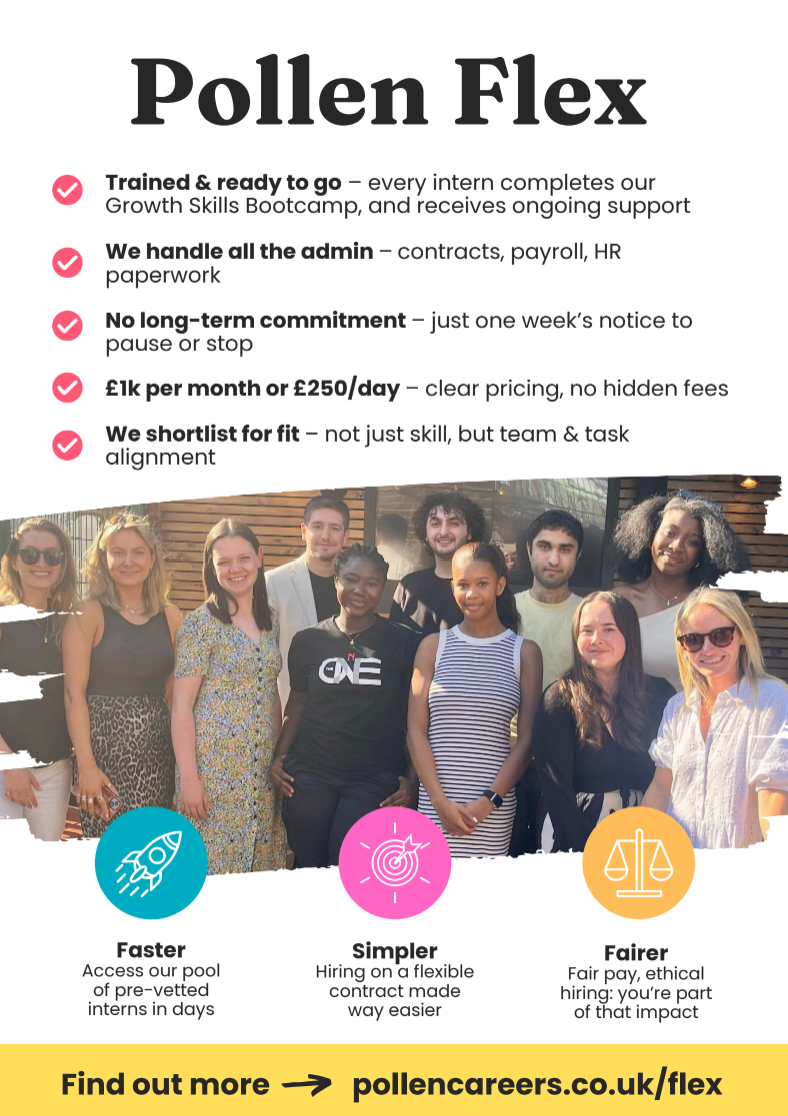 Pollen Flex
Trained & ready to go – every intern completes our
Growth Skills Bootcamp, and receives ongoing support
We handle all the admin – contracts, payroll, HR
paperwork
No long-term commitment – just one week’s notice to
pause or stop
£1k per month or £250/day – clear pricing, no hidden fees
We shortlist for fit – not just skill, but team & task
alignment
THE N
ONE
Faster
Access our pool
of pre-vetted
interns in days
Simpler
Hiring on a flexible
contract made
way easier
Fairer
Fair pay, ethical
hiring: you’re part
of that impact
Find out more → pollencareers.co.uk/flex